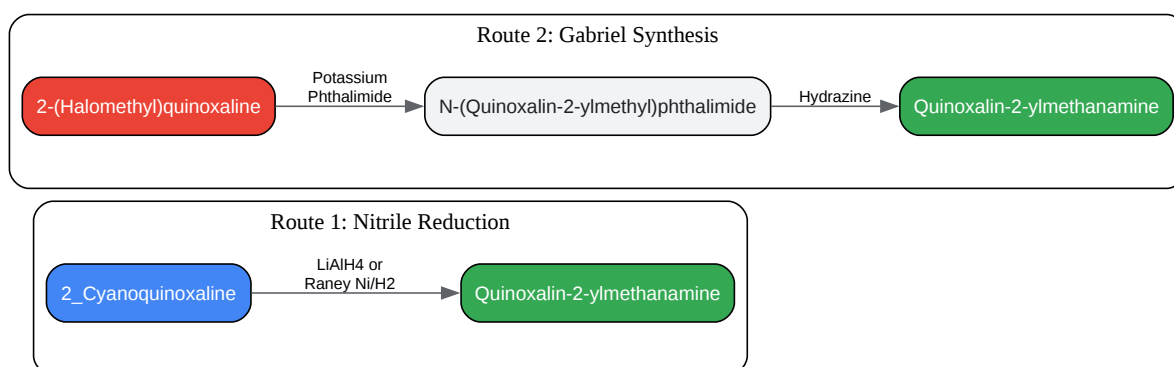 Route 2: Gabriel Synthesis
2-(Halomethyl)quinoxaline
Potassium
Phthalimide
N-(Quinoxalin-2-ylmethyl)phthalimide
Hydrazine
Quinoxalin-2-ylmethanamine
Route 1: Nitrile Reduction
2_Cyanoquinoxaline
LiAlH4 or
Raney Ni/H2
Quinoxalin-2-ylmethanamine